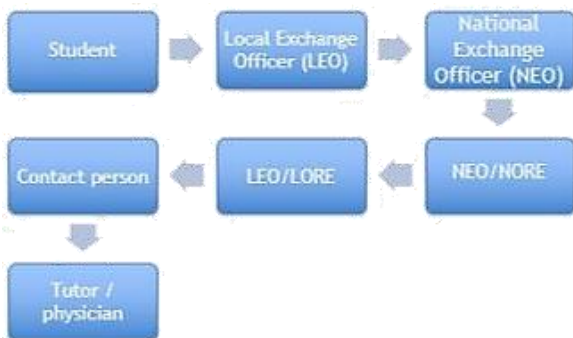 Student
Local Exchange
Officer (LEO)
National
Exchange
Officer (NEO)
NEO/NORE
LEO/LORE
Contact person
Tutor /
physician